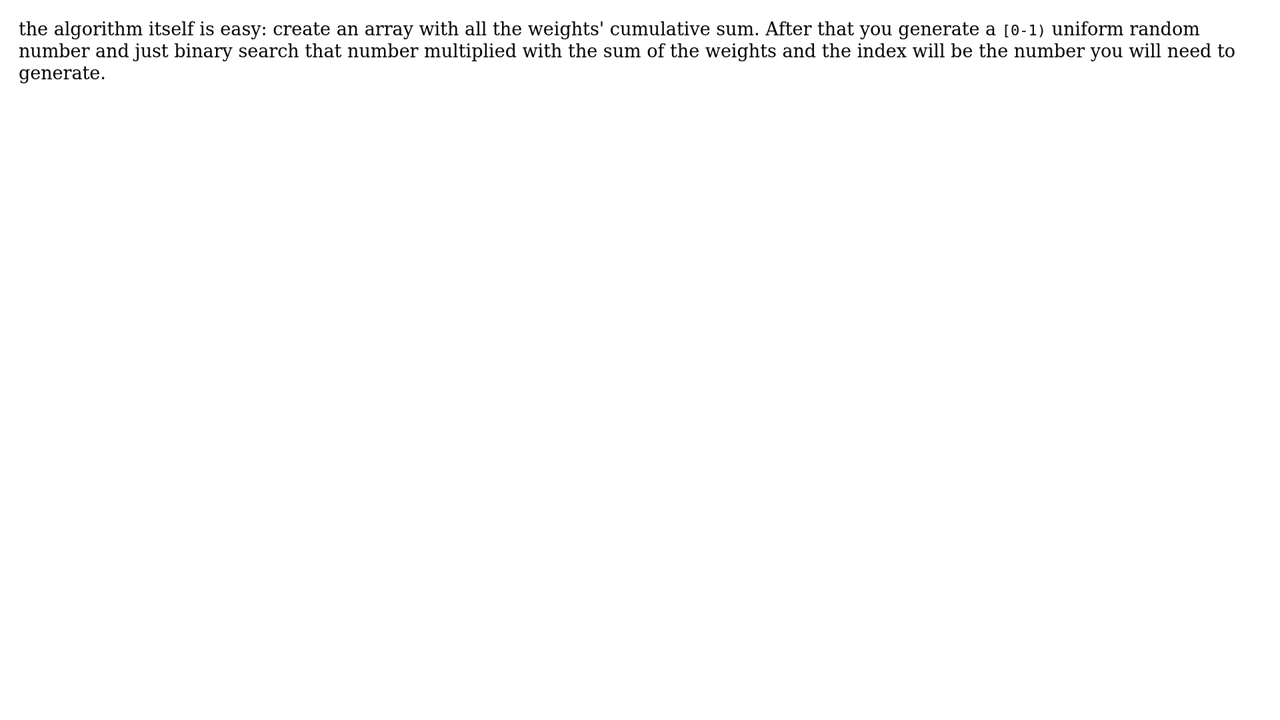 the algorithm itself is easy: create an array with all the weights' cumulative sum. After that you generate a [0-1) uniform random
number and just binary search that number multiplied with the sum of the weights and the index will be the number you will need to
generate.